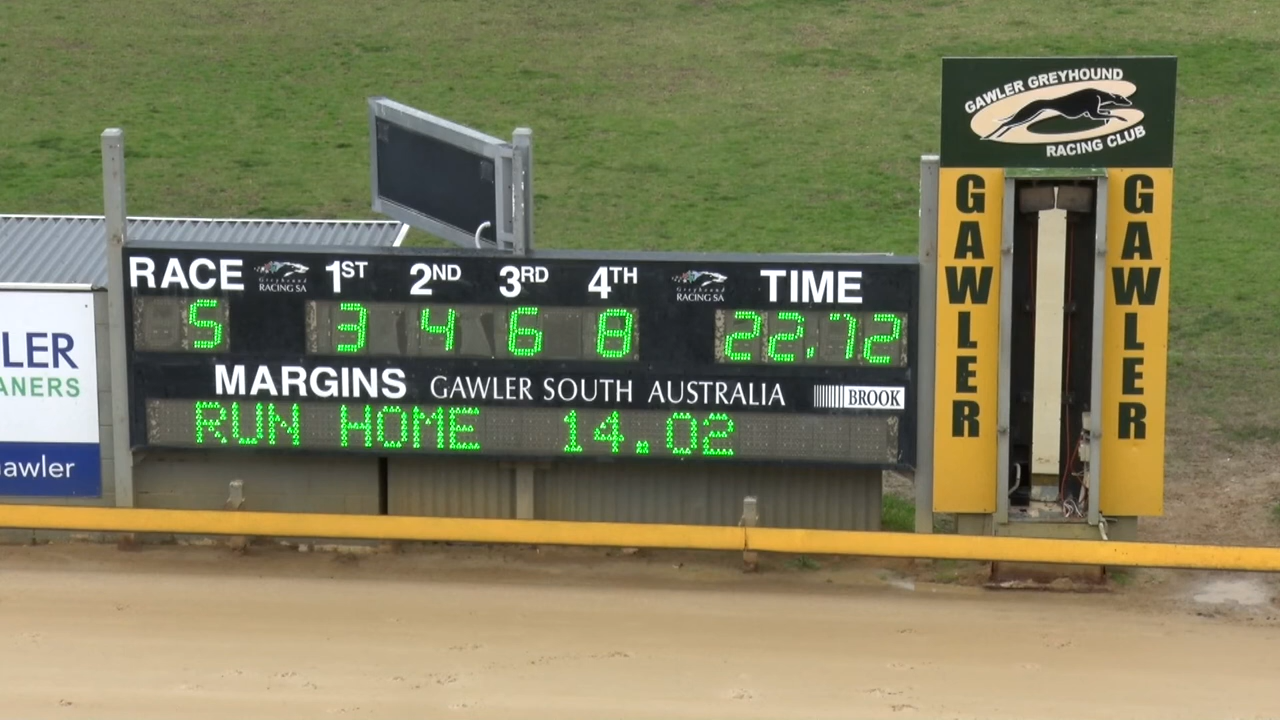 GAWLER GREYHOUND
RACING CLUB
GAWLER
GAWLER
RACE
Greyhound
RACING SA
1ST 2ND 3RD 4TH
Greyhound
RACING SA
TIME
5 3 4 6 8 22.72
MARGINS GAWLER SOUTH AUSTRALIA BROOK
RUN HOME 14.02
LER
ANERS
Gawler